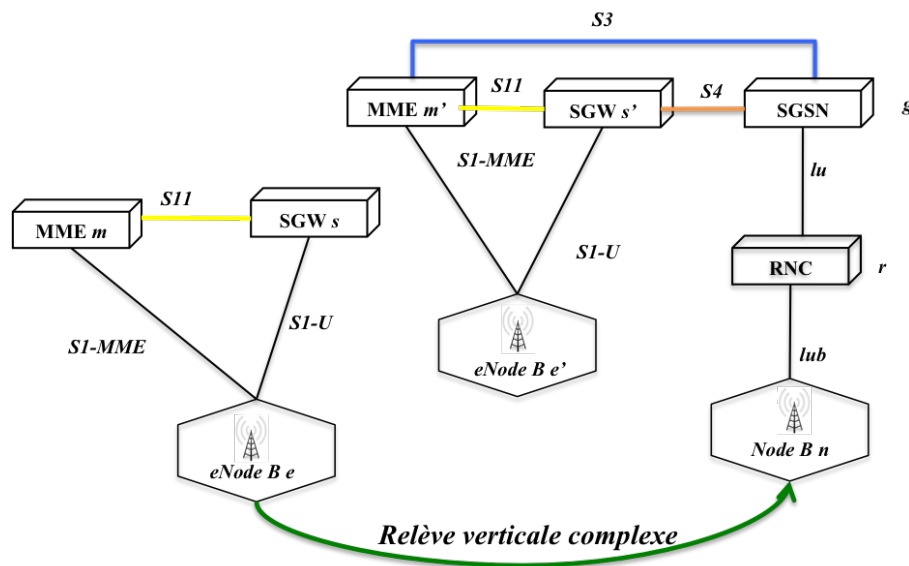 S3
S11
S4
MME m'
SGW s'
SGSN
g
S1-MME
lu
S11
MME m
SGW s
S1-U
RNC
r
S1-MME
S1-U
lub
eNode B e'
eNode B e
Node B n
Relève verticale complexe